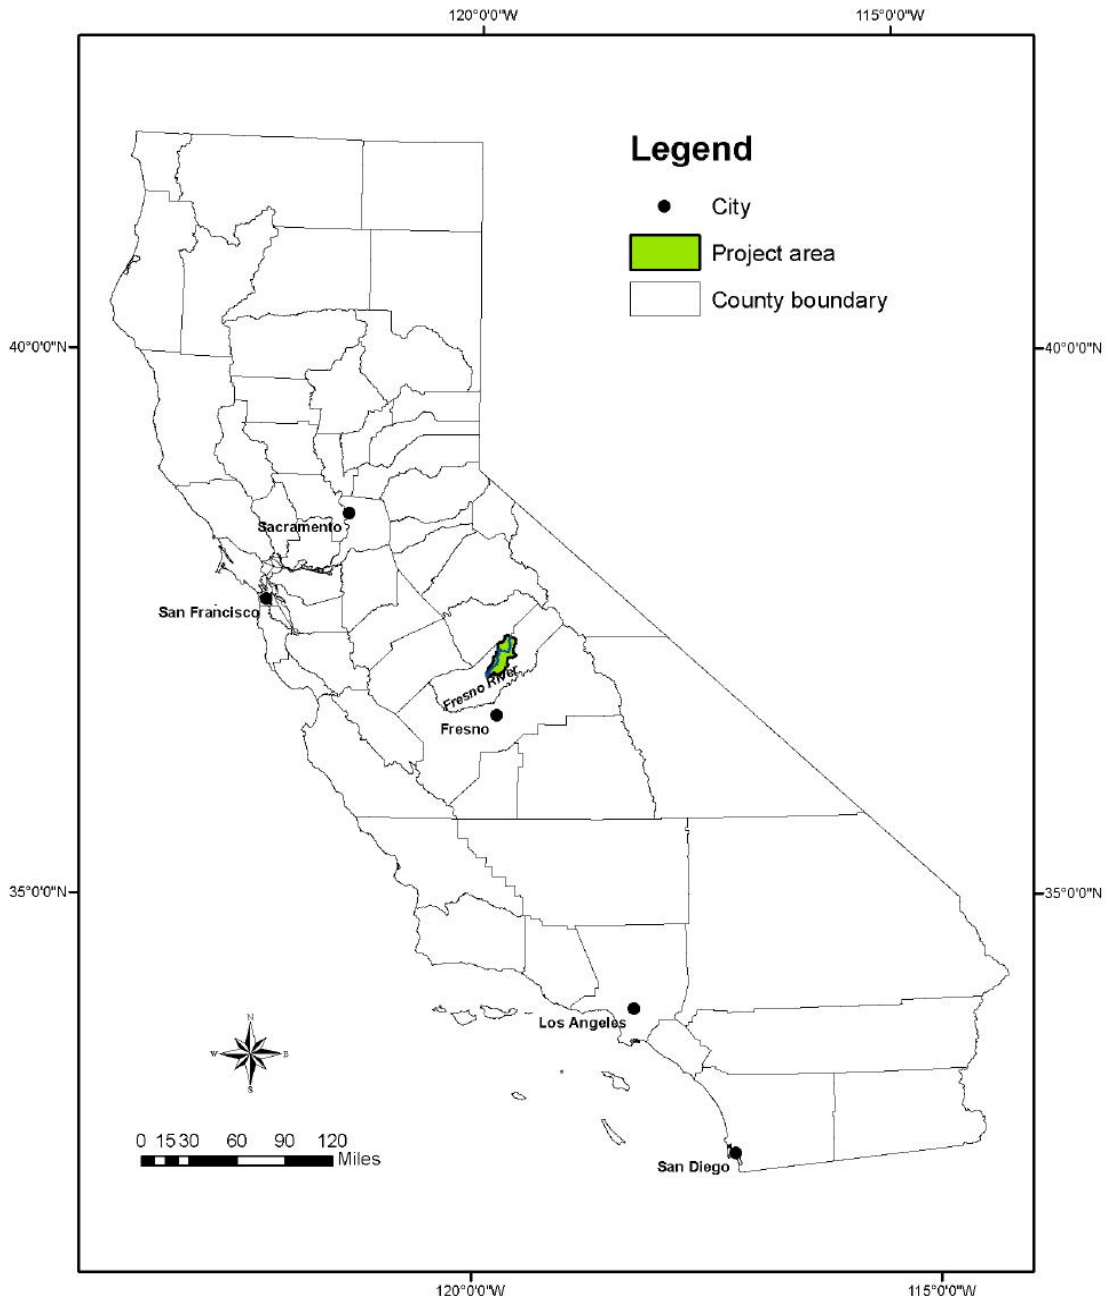 120°0'0"W
115°0'0"W
Legend
City
Project area
County boundary
40°0'0"N
40°0'0"N
Sacramento
San Francisco
Fresno River
Fresno
35°0'0"N
35°0'0"N
Los Angeles
N
W
E
S
0 15 30 60 90 120
Miles
San Diego
120°0'0"W
115°0'0"W